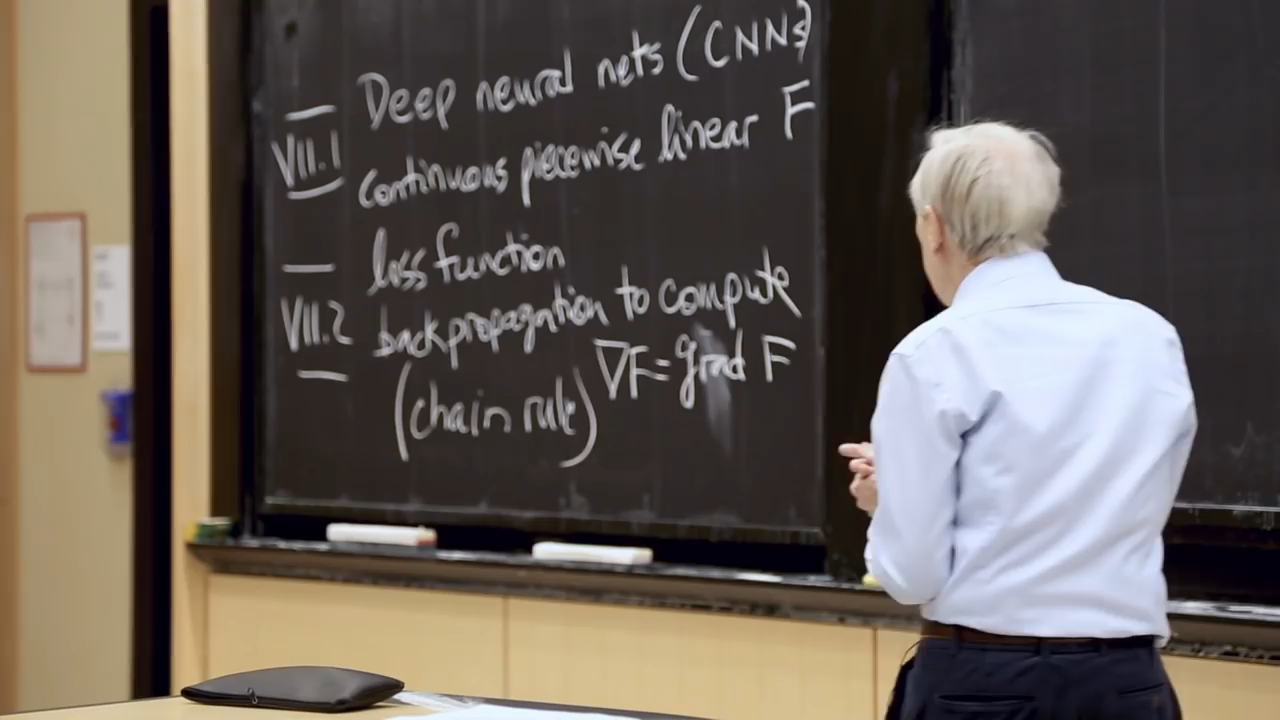 Deep neural nets (CNNs)
VII.1 continuous piecewise linear F
loss function
VII.2 backpropagation to compute
(chain rule) ∇F = grad F